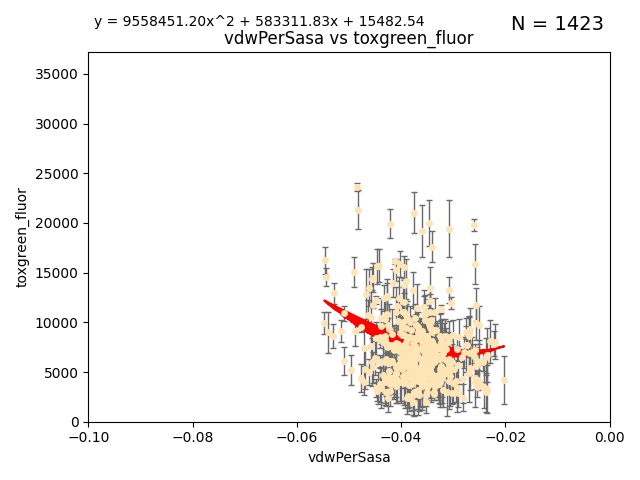 y = 9558451.20x^2 + 583311.83x + 15482.54
N = 1423
vdwPerSasa vs toxgreen_fluor
toxgreen_fluor
35000
30000
25000
20000
15000
10000
5000
0
−0.10 −0.08 −0.06 −0.04 −0.02 0.00
vdwPerSasa